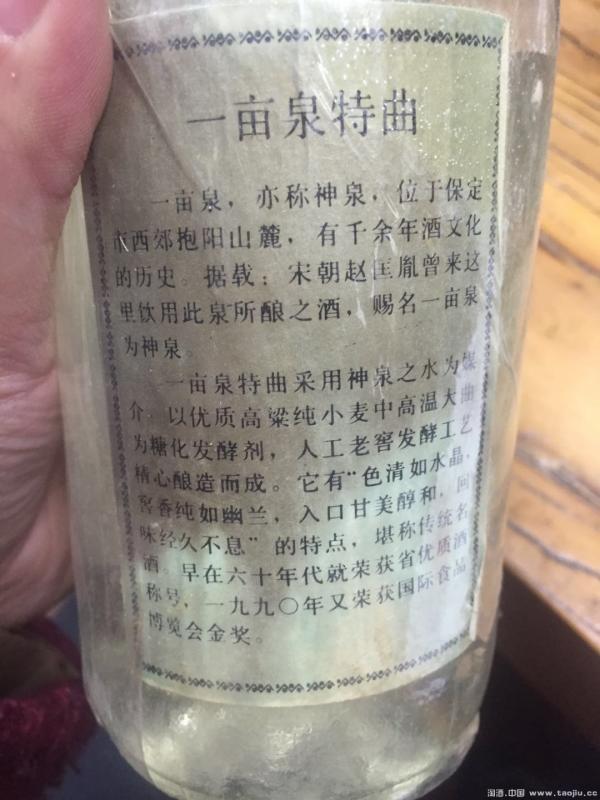 一亩泉特曲
一亩泉，亦称神泉，位于保定
市西郊抱阳山麓，有千余年酒文化
的历史。据载：宋朝赵匡胤曾来这
里饮用此泉所酿之酒，赐名一亩泉
为神泉。
一亩泉特曲采用神泉之水为媒
介，以优质高粱纯小麦中高温大曲
为糖化发酵剂，人工老窖发酵工艺
精心酿造而成。它有“色清如水晶，
窖香纯如幽兰，入口甘美醇和，回
味经久不息”的特点，堪称传统名
酒。早在六十年代就荣获省优质酒
称号，一九九〇年又荣获国际食品
博览会金奖。
淘酒.中国 www.taojiu.cc